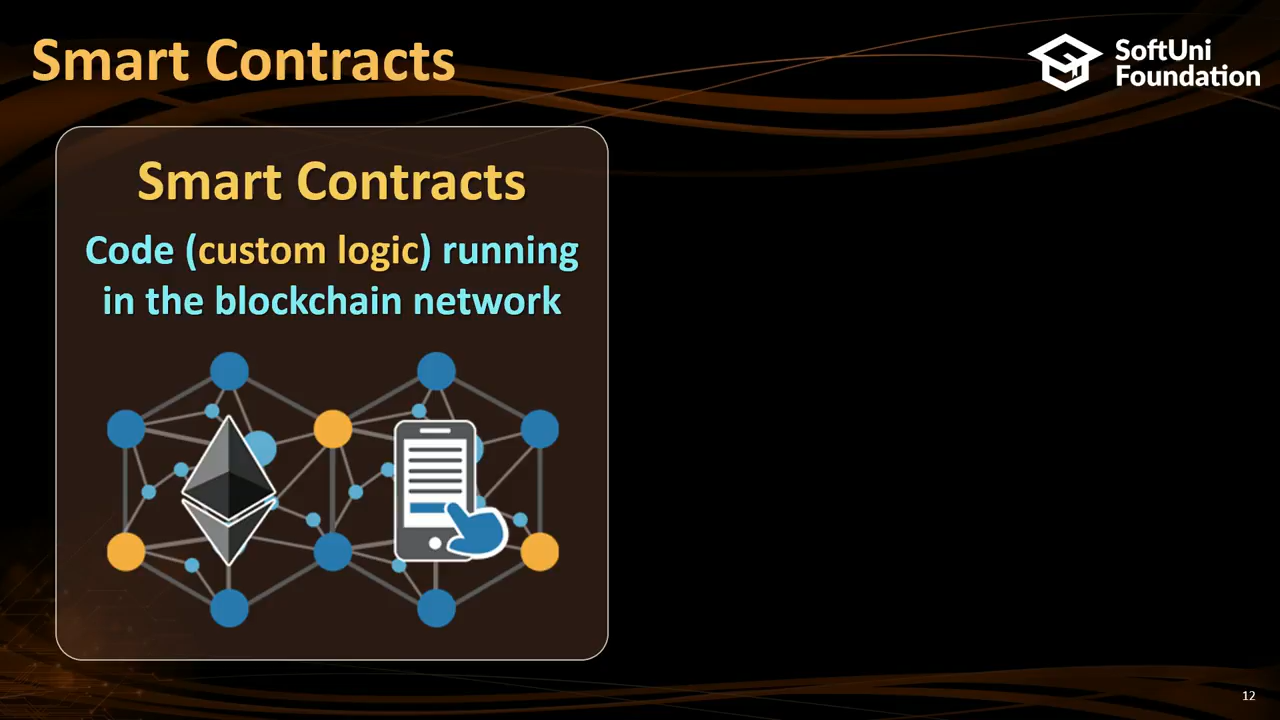 Smart Contracts
SoftUni
Foundation
Smart Contracts
Code (custom logic) running
in the blockchain network
12